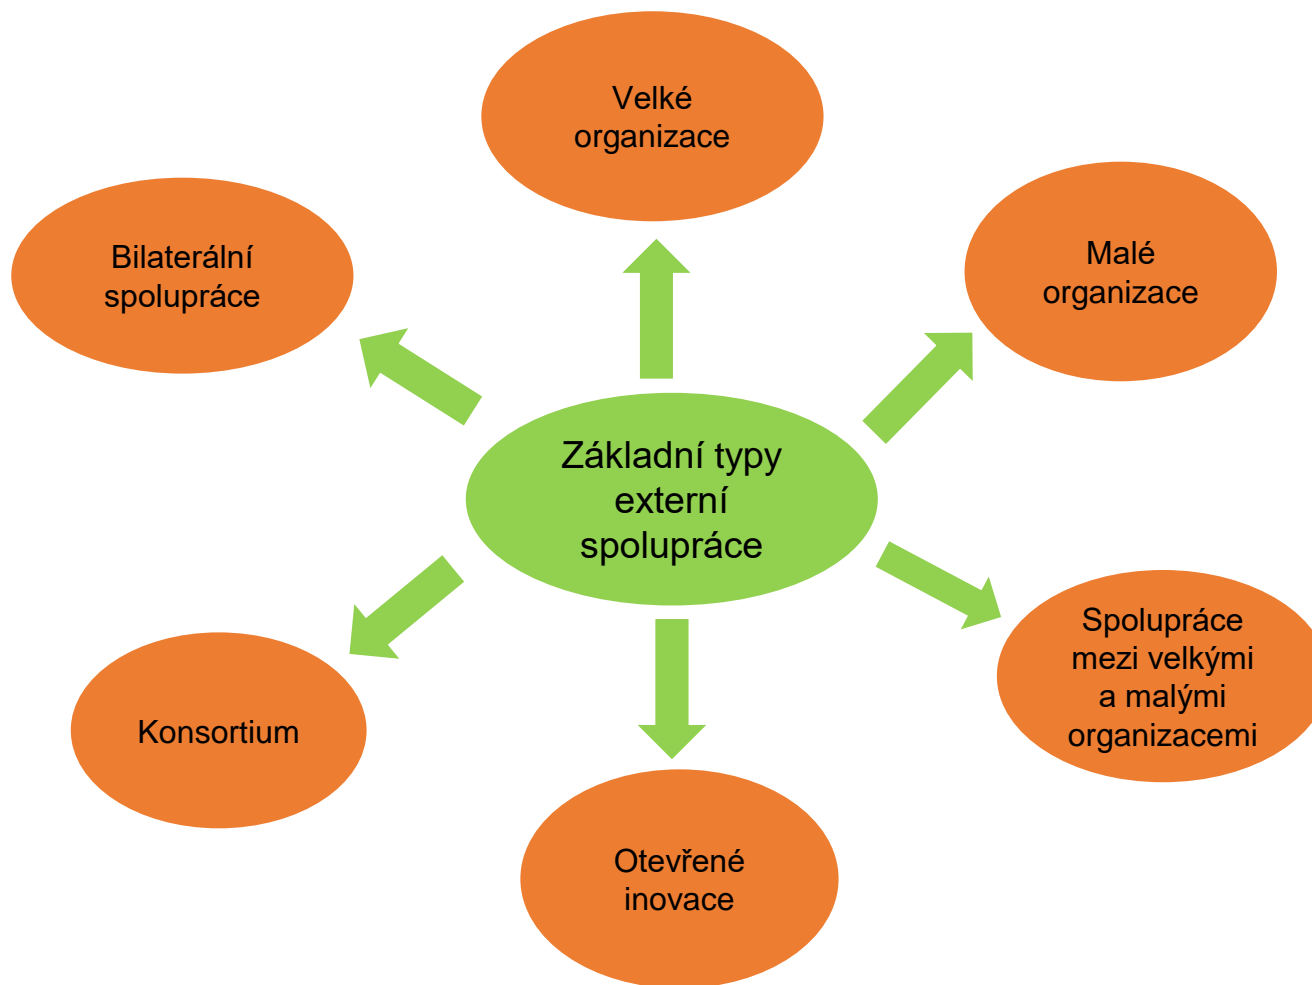 Velké
organizace
Bilaterální
spolupráce
Malé
organizace
Základní typy
externí
spolupráce
Spolupráce
mezi velkými
a malými
organizacemi
Konsortium
Otevřené
inovace